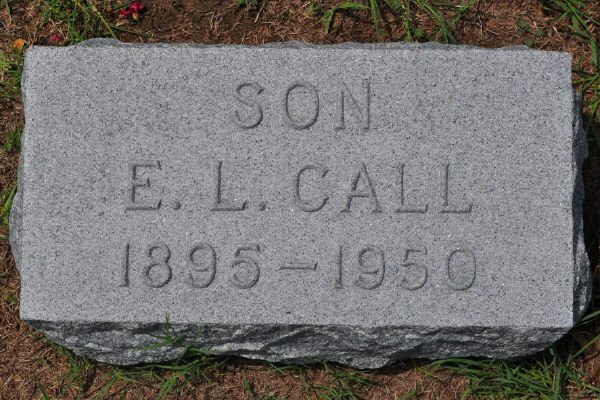 SON
E. L. CALL
1895 – 1950